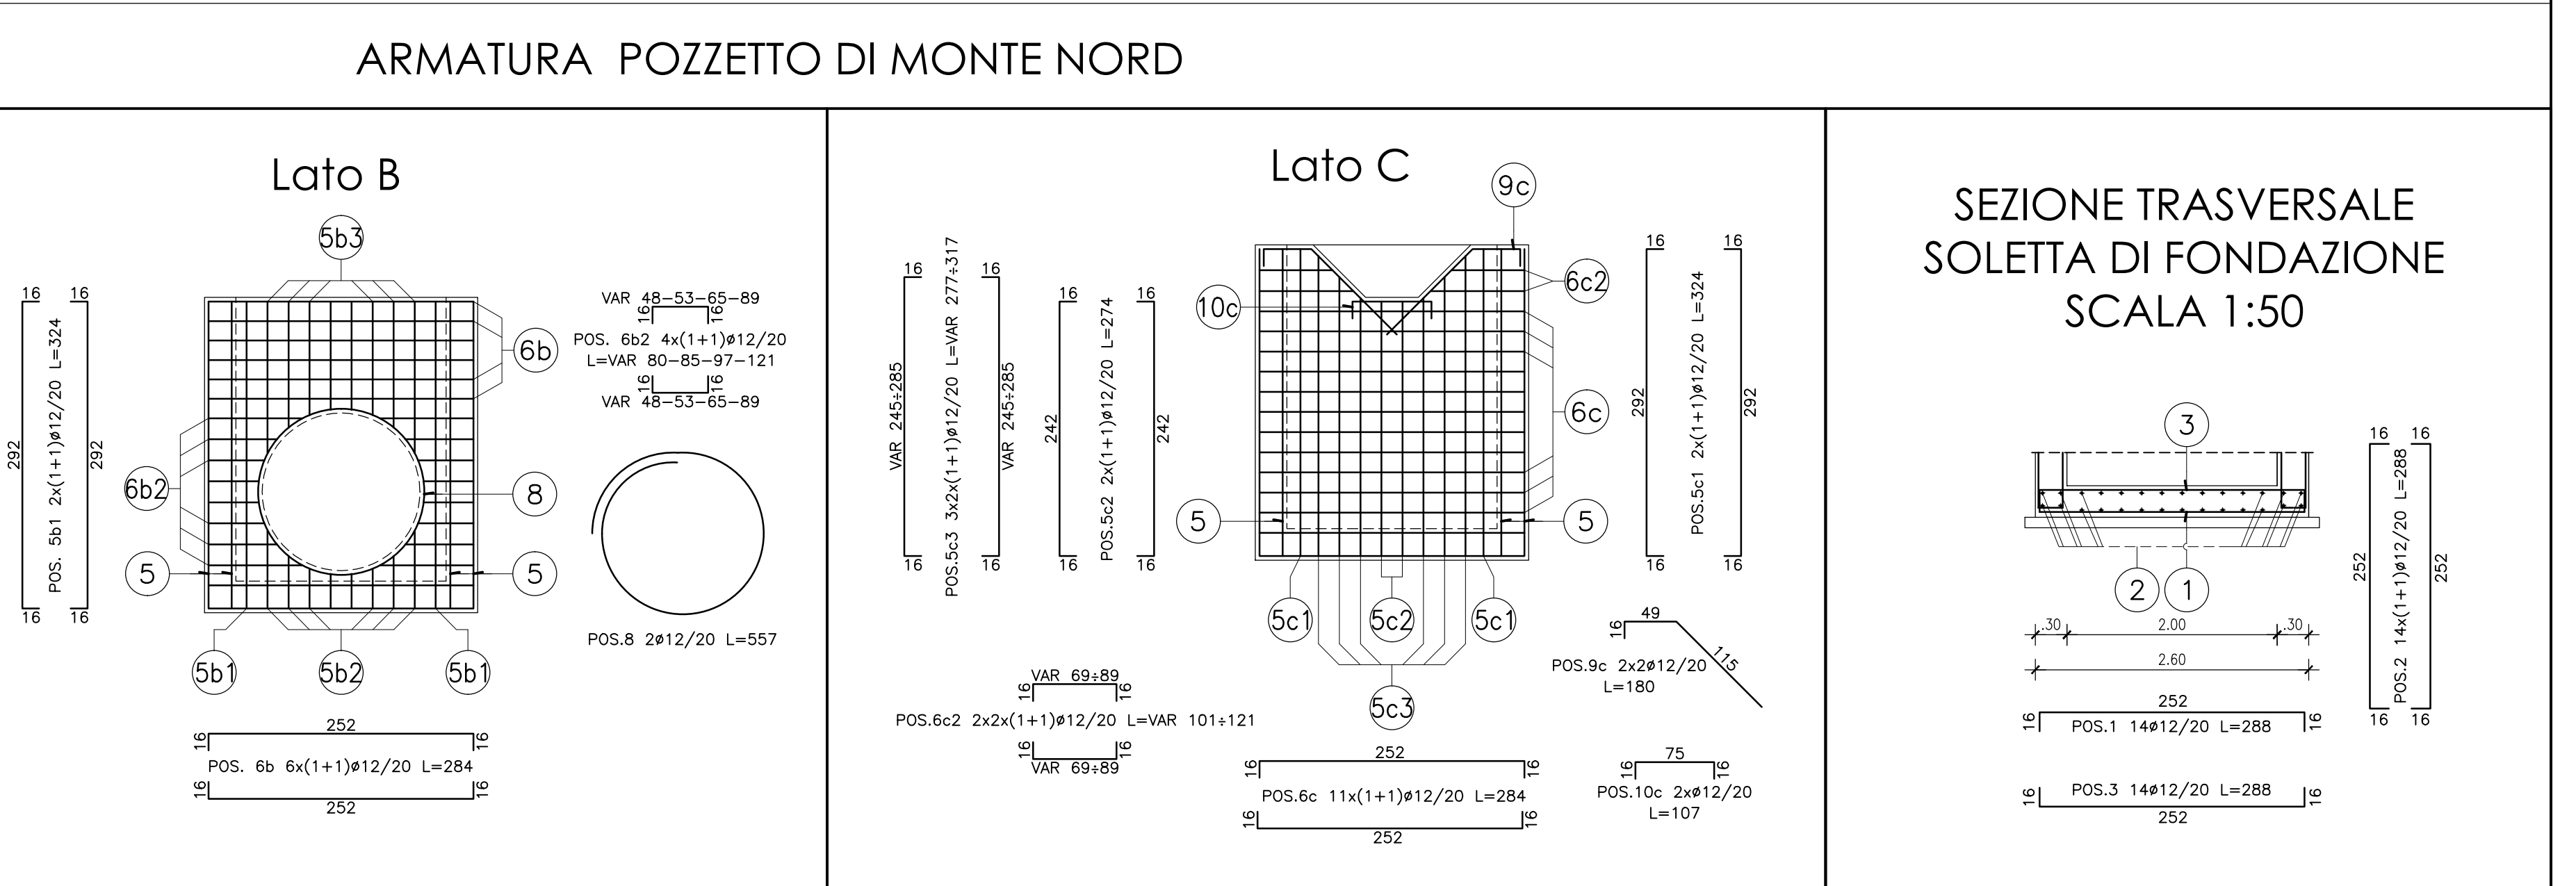 ARMATURA POZZETTO DI MONTE NORD
Lato B
5b3
16 16
292
POS. 5b1 2x(1+1)ø12/20 L=324
292
16 16
6b
6b2
8
5
5
5b1
5b2
5b1
VAR 48-53-65-89
16 16
POS. 6b2 4x(1+1)ø12/20
L=VAR 80-85-97-121
16 16
VAR 48-53-65-89
POS.8 2ø12/20 L=557
252
16 16
POS. 6b 6x(1+1)ø12/20 L=284
16 16
252
Lato C
9c
16 16
VAR 245÷285
POS.5c3 3x2x(1+1)ø12/20 L=VAR 277÷317
VAR 245÷285
16 16
16 16
242
POS.5c2 2x(1+1)ø12/20 L=274
242
16 16
10c
6c2
6c
5
5
5c1
5c2
5c1
5c3
16 16
292
POS.5c1 2x(1+1)ø12/20 L=324
292
16 16
49
16
115
POS.9c 2x2ø12/20
L=180
VAR 69÷89
16 16
POS.6c2 2x2x(1+1)ø12/20 L=VAR 101÷121
16 16
VAR 69÷89
252
16 16
POS.6c 11x(1+1)ø12/20 L=284
16 16
252
75
16 16
POS.10c 2xø12/20
L=107
SEZIONE TRASVERSALE
SOLETTA DI FONDAZIONE
SCALA 1:50
3
2
1
.30 2.00 .30
2.60
16 16
252
POS.2 14x(1+1)ø12/20 L=288
252
16 16
252
16 16
POS.1 14ø12/20 L=288
POS.3 14ø12/20 L=288
16 16
252